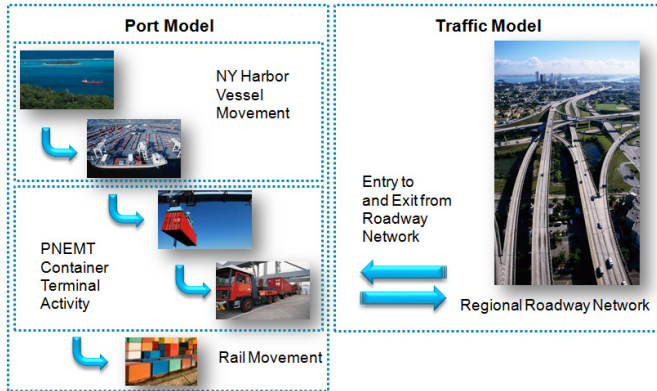 Port Model
NY Harbor
Vessel
Movement
PNEMT
Container
Terminal
Activity
Rail Movement
Traffic Model
Entry to
and Exit from
Roadway
Network
Regional Roadway Network